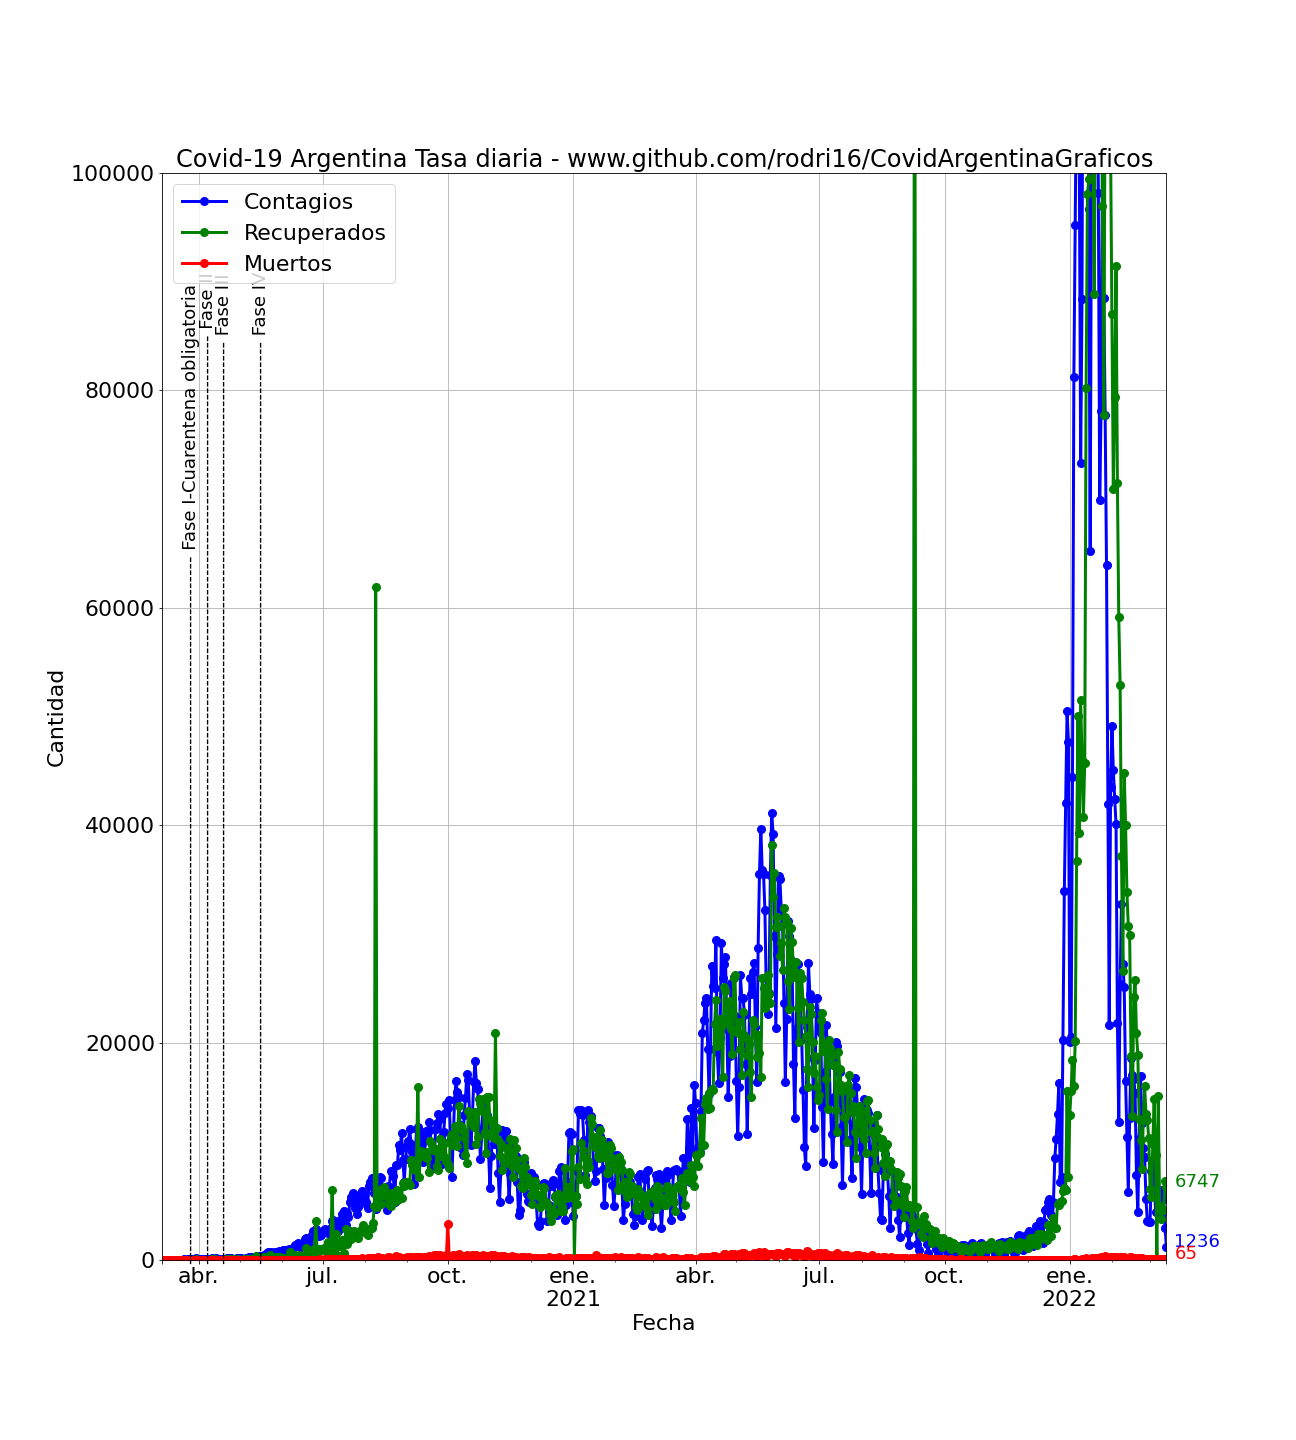 Covid-19 Argentina Tasa diaria - www.github.com/rodri16/CovidArgentinaGraficos
Contagios
Recuperados
Muertos
Fase I-Cuarentena obligatoria
Fase II
Fase III
Fase IV
100000
80000
60000
40000
20000
0
Cantidad
6747
1236
65
abr. jul. oct. ene. abr. jul. oct. ene.
2021 2022
Fecha